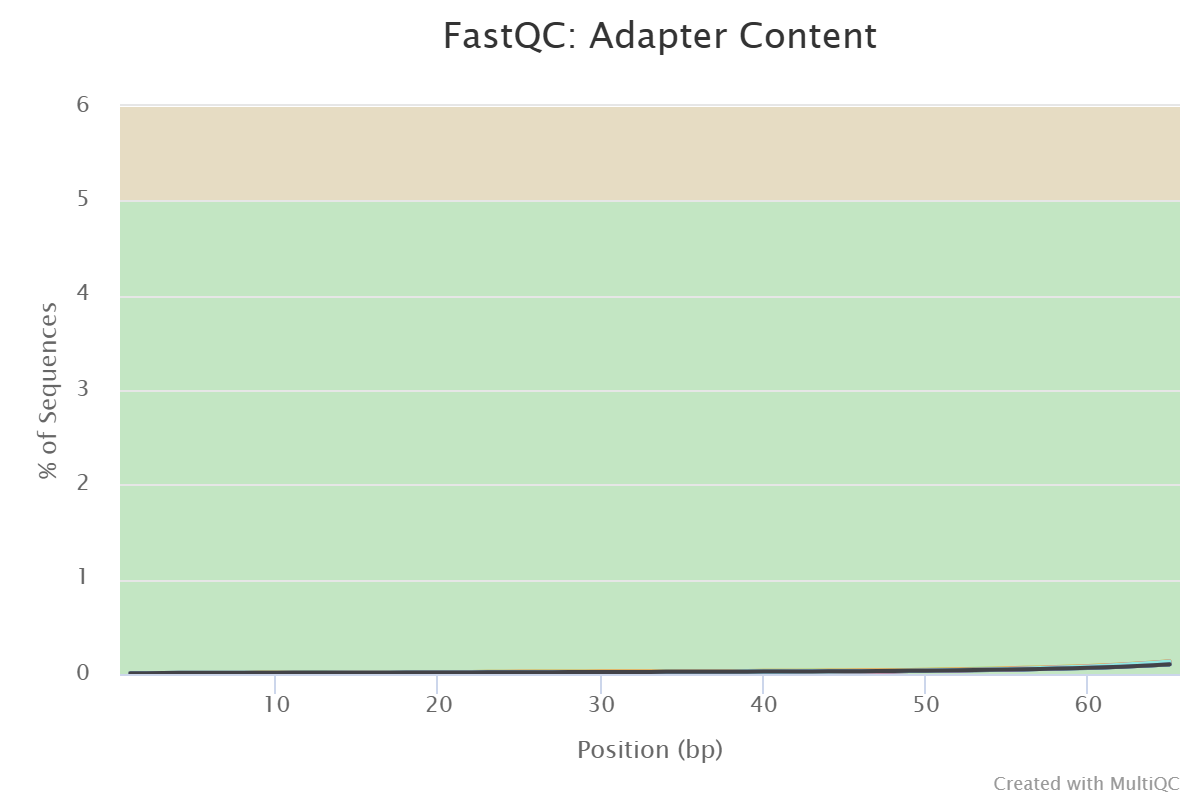 FastQC: Adapter Content
6
5
4
3
2
1
0
% of Sequences
10 20 30 40 50 60
Position (bp)
Created with MultiQC